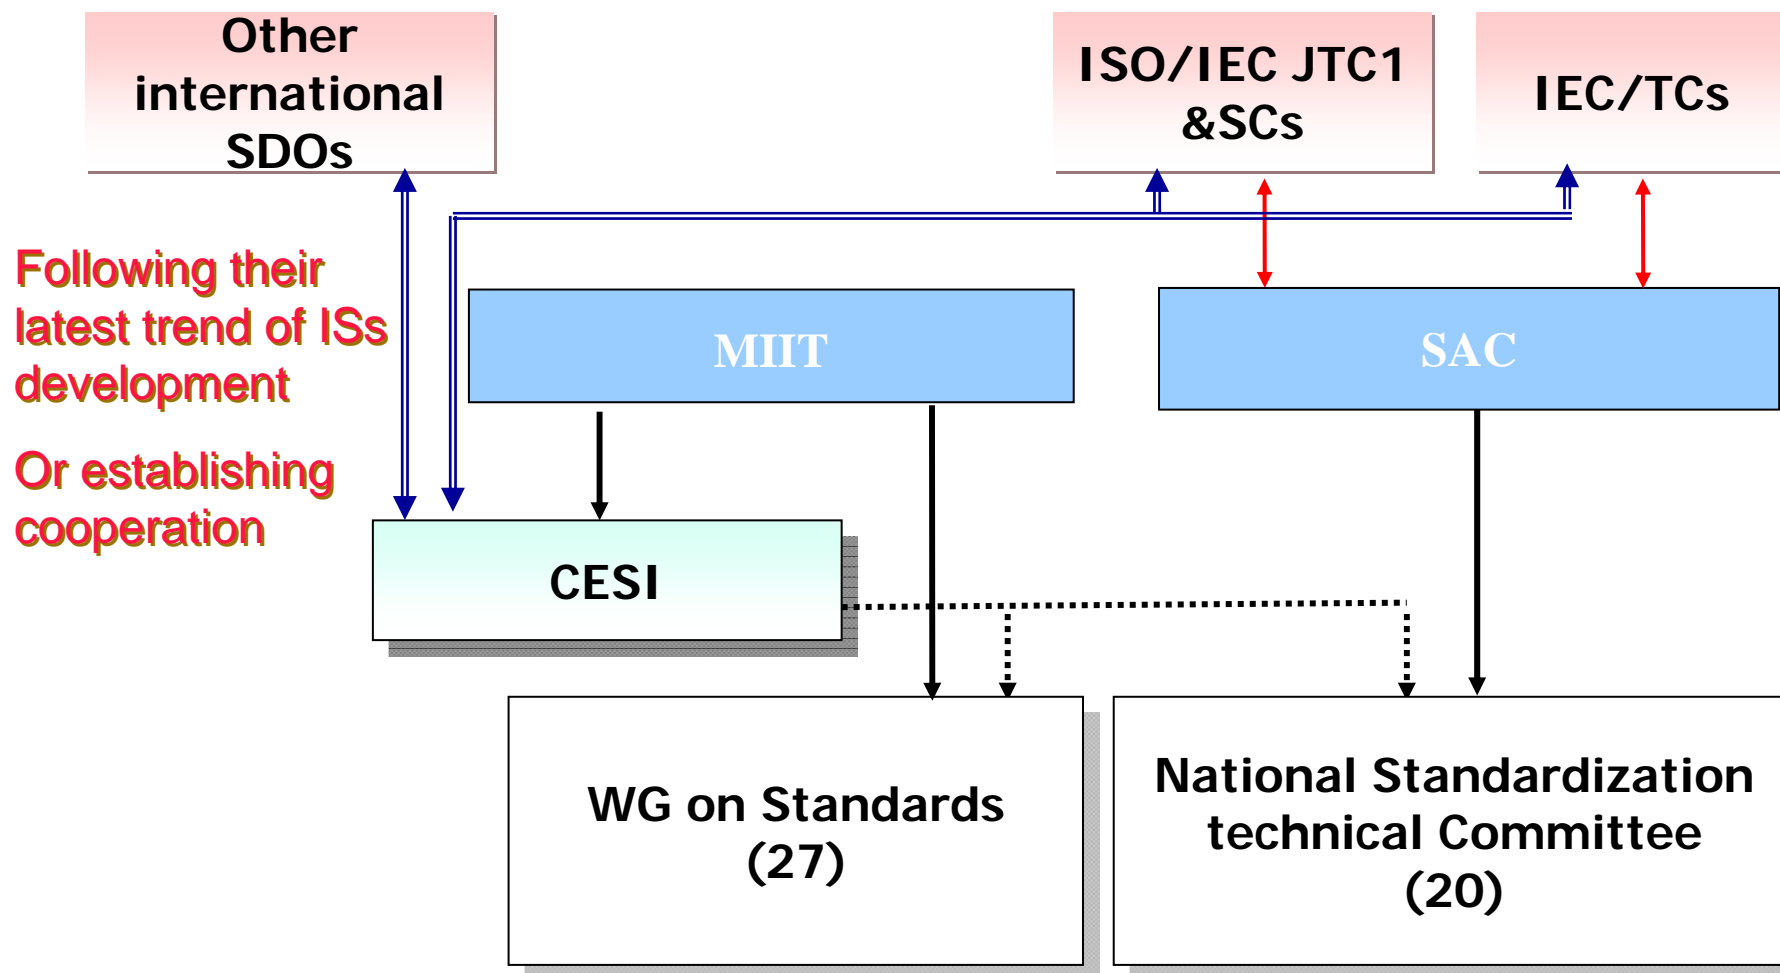 Other
international
SDOs
ISO/IEC JTC1
&SCs
IEC/TCs
Following their
latest trend of ISs
development
Or establishing
cooperation
MIIT
SAC
CESI
WG on Standards
(27)
National Standardization
technical Committee
(20)